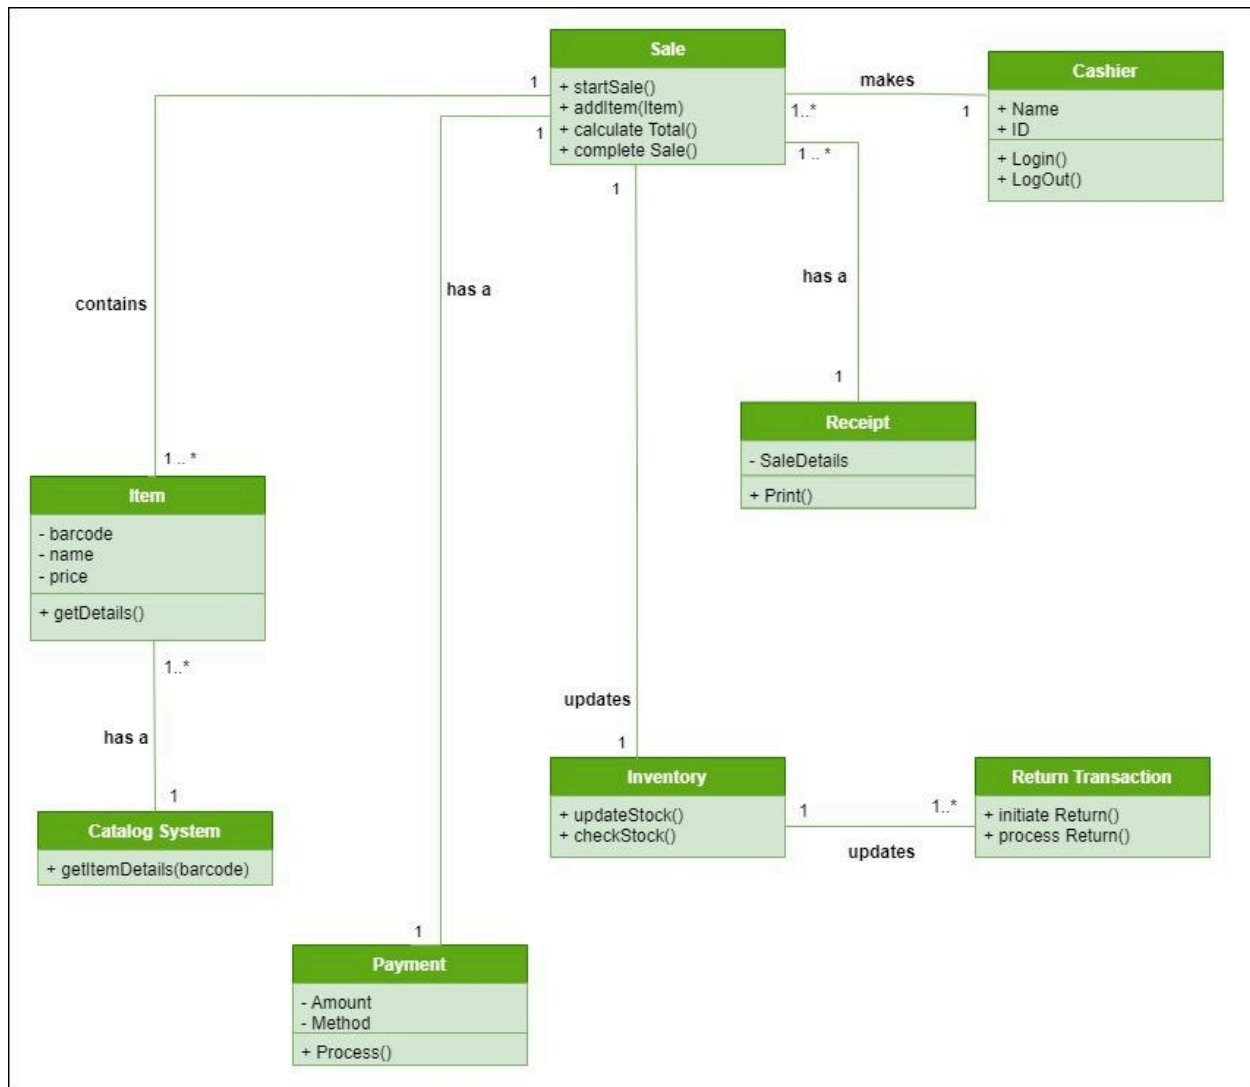 Sale
+ startSale()
+ addItem(Item)
+ calculate Total()
+ complete Sale()
1
1
1
1..*
makes
1
1 .. *
Cashier
+ Name
+ ID
+ Login()
+ LogOut()
contains
has a
has a
1
Receipt
- SaleDetails
+ Print()
1 .. *
Item
- barcode
- name
- price
+ getDetails()
1..*
has a
1
Catalog System
+ getItemDetails(barcode)
updates
1
Inventory
+ updateStock()
+ checkStock()
1
1..*
updates
Return Transaction
+ initiate Return()
+ process Return()
1
Payment
- Amount
- Method
+ Process()